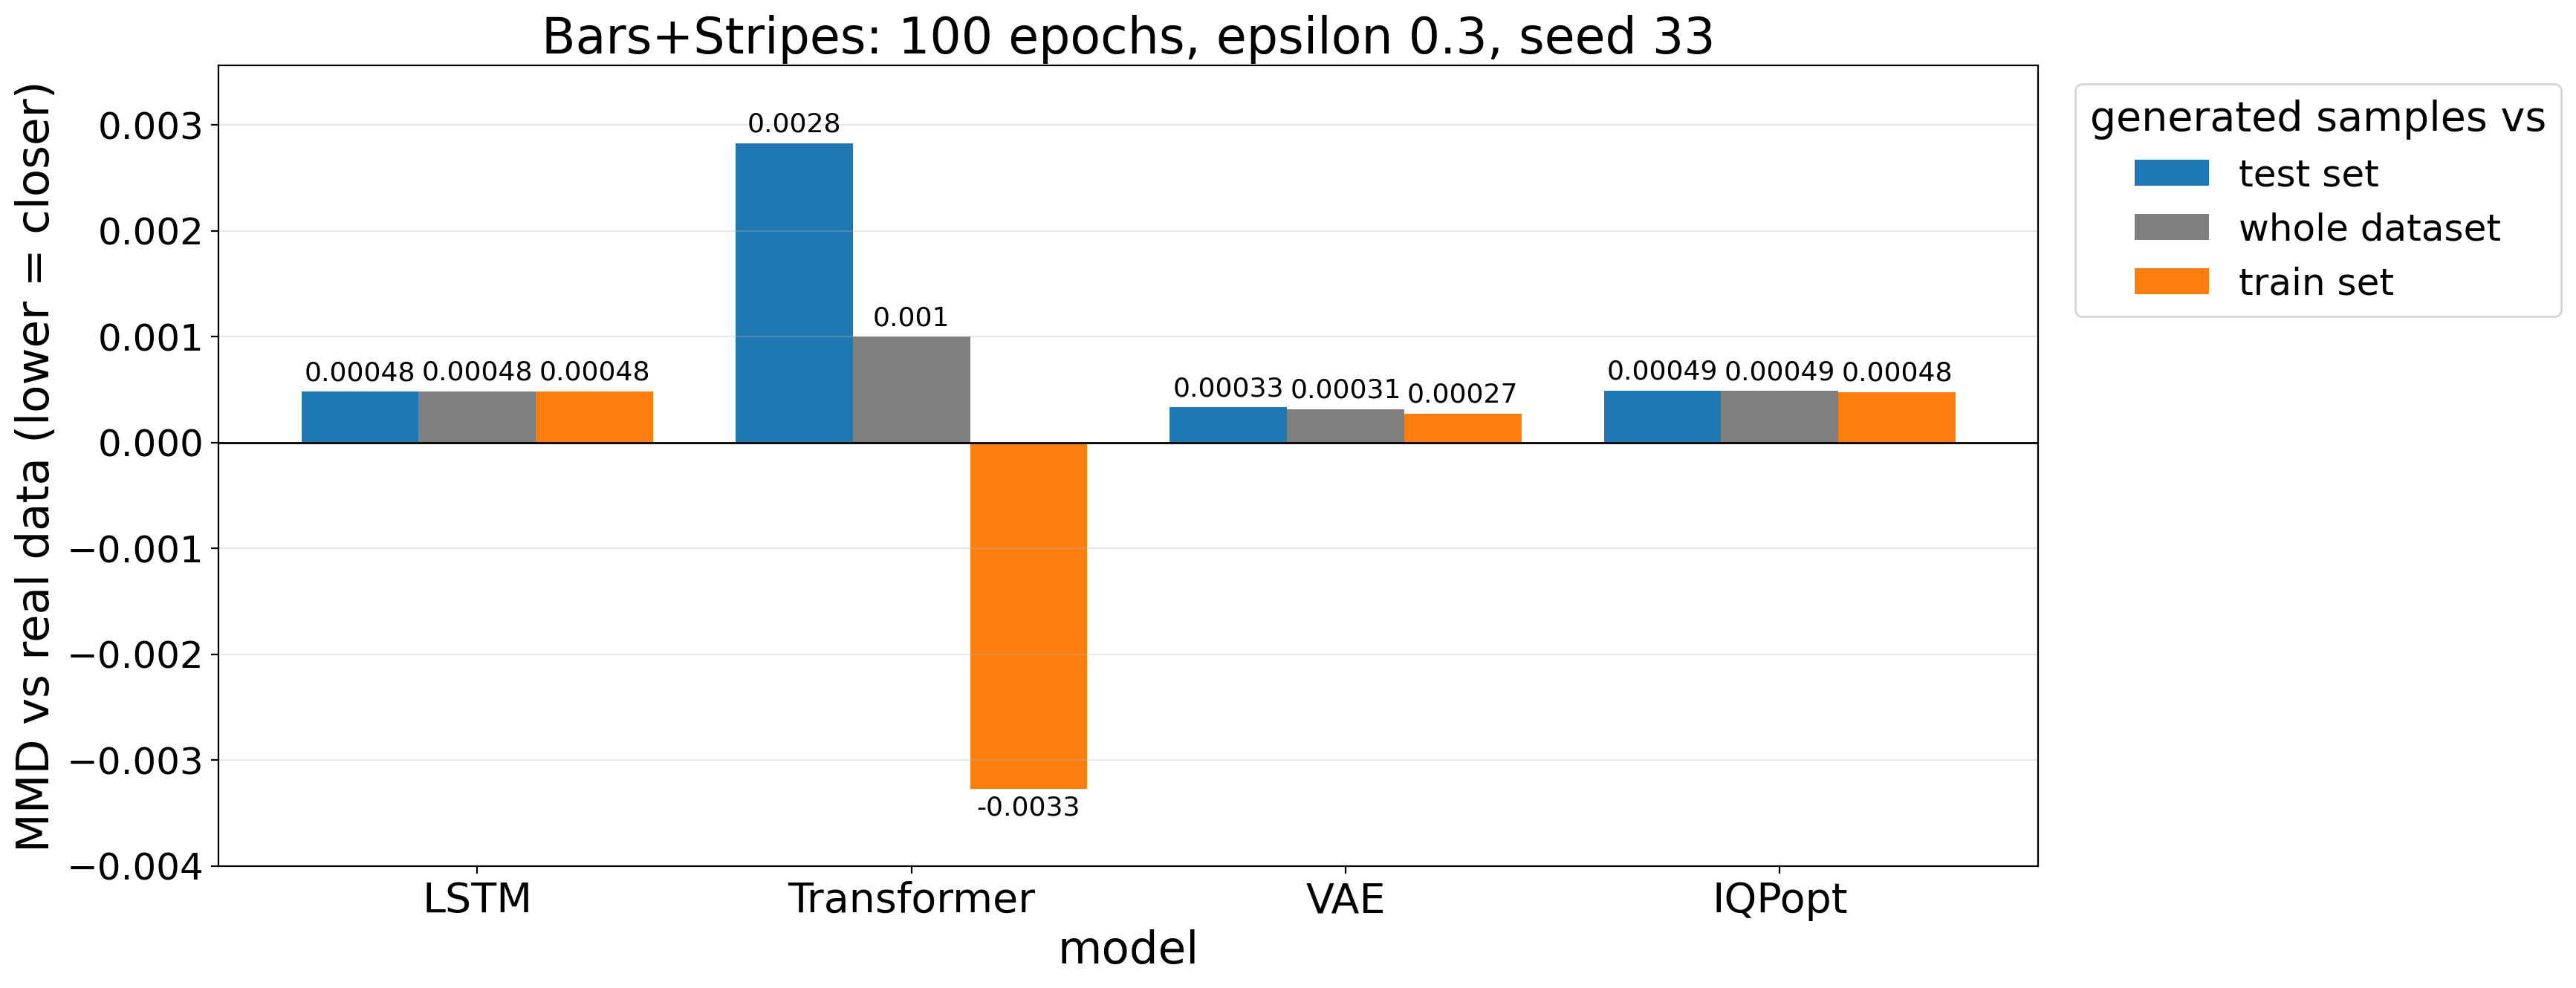 Bars+Stripes: 100 epochs, epsilon 0.3, seed 33
MMD vs real data (lower = closer)
0.003
0.002
0.001
0.000
−0.001
−0.002
−0.003
−0.004
0.00048 0.00048 0.00048
0.0028
0.001
-0.0033
0.00033 0.00031 0.00027
0.00049 0.00049 0.00048
LSTM Transformer VAE IQPopt
model
generated samples vs
test set
whole dataset
train set